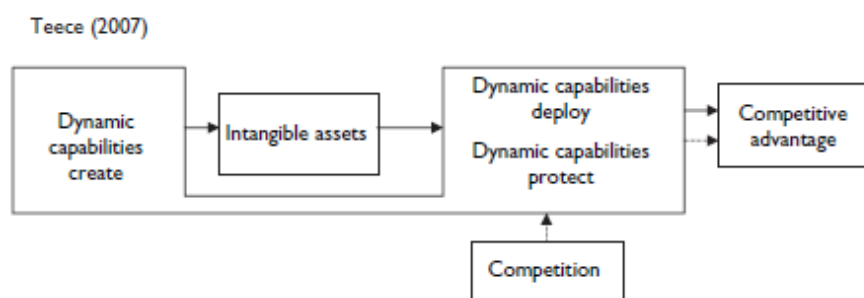 Teece (2007)
Dynamic
capabilities
create
Intangible assets
Dynamic capabilities
deploy
Dynamic capabilities
protect
Competitive
advantage
Competition